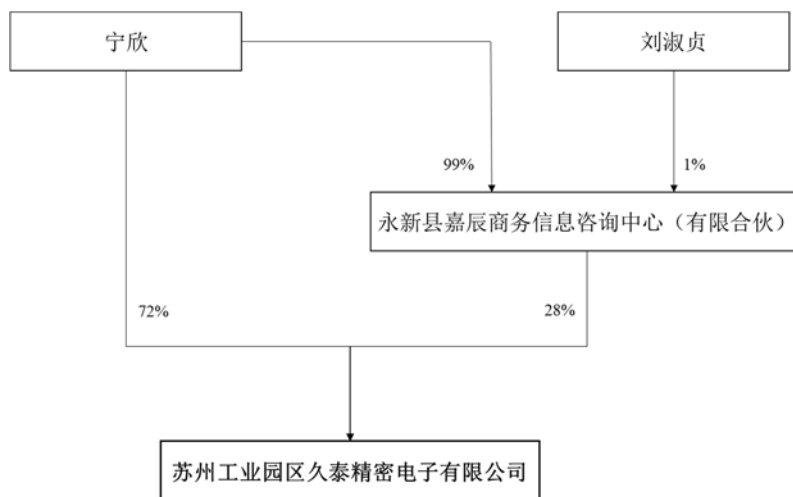 宁欣
刘淑贞
99%
1%
永新县嘉辰商务信息咨询中心（有限合伙）
72%
28%
苏州工业园区久泰精密电子有限公司